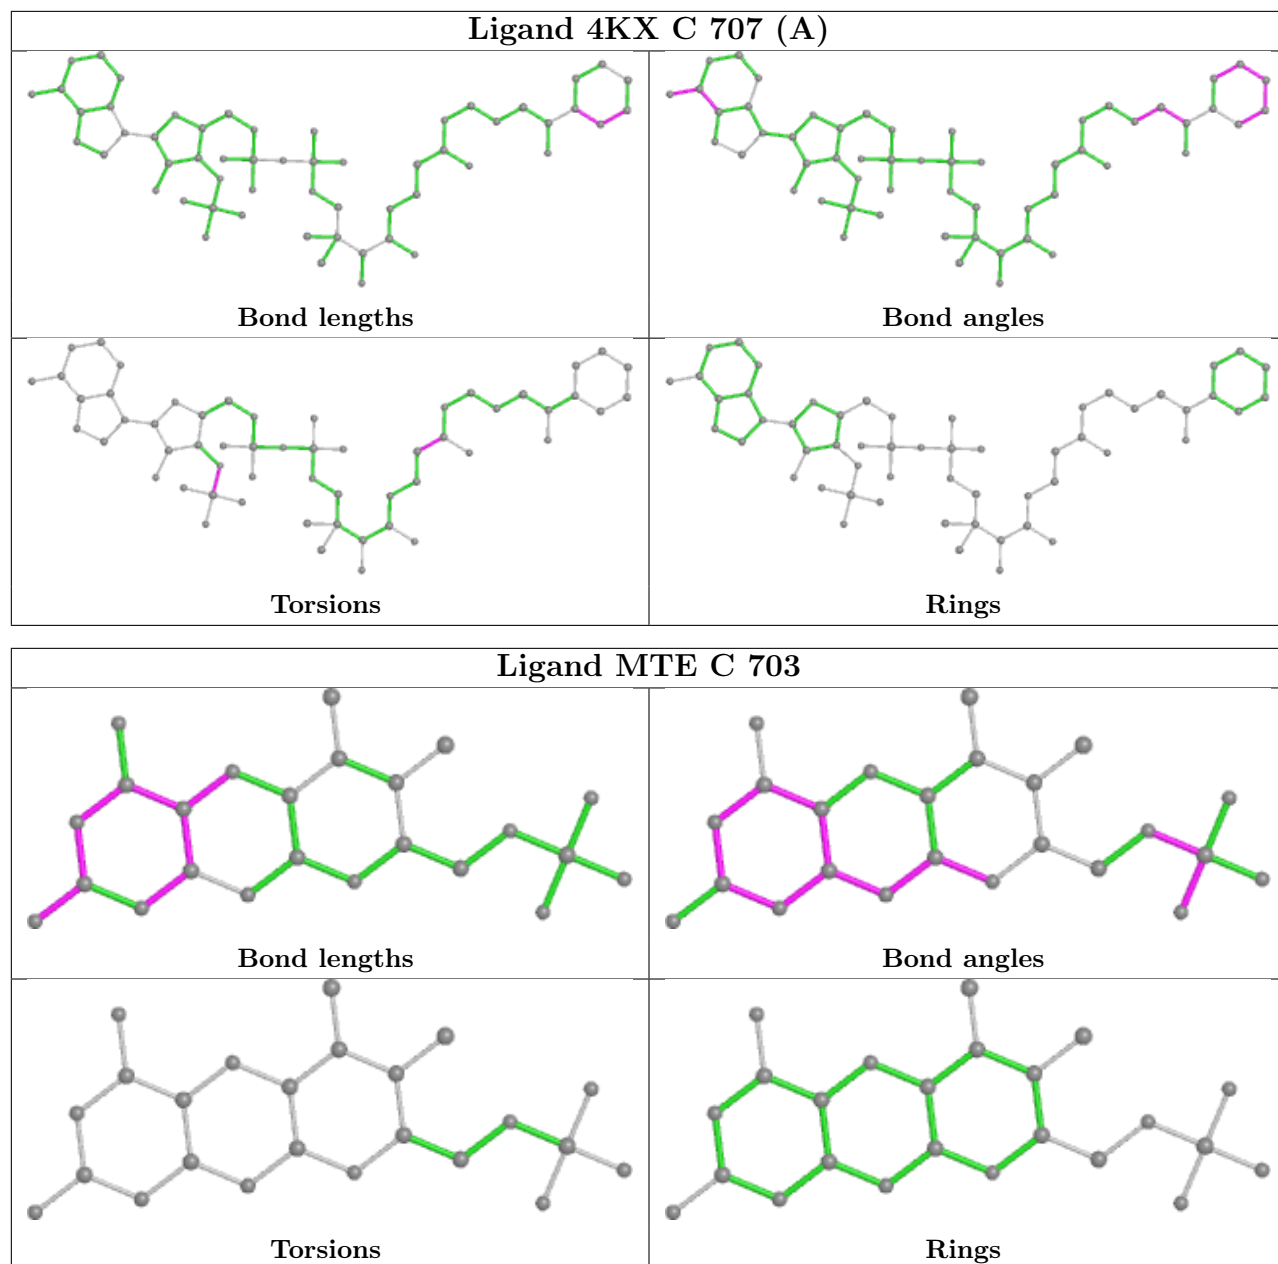 Ligand 4KX C 707 (A)
Bond lengths
Bond angles
Torsions
Rings
Ligand MTE C 703
Bond lengths
Bond angles
Torsions
Rings